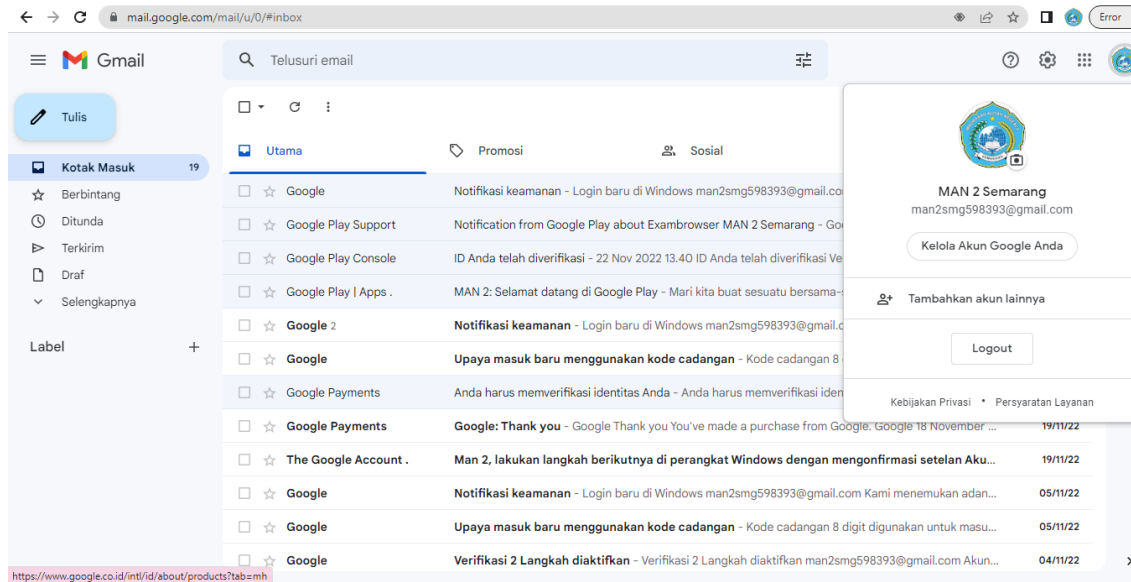 mail.google.com/mail/u/0/#inbox
Error
Gmail
Telusuri email
Tulis
Kotak Masuk 19
Berbintang
Ditunda
Terkirim
Draf
Selengkapnya
Label
Utama Promosi Sosial
Google Notifikasi keamanan - Login baru di Windows man2smg598393@gmail.co
Google Play Support Notification from Google Play about Exambrowser MAN 2 Semarang - Go
Google Play Console ID Anda telah diverifikasi - 22 Nov 2022 13.40 ID Anda telah diverifikasi Ve
Google Play | Apps . MAN 2: Selamat datang di Google Play - Mari kita buat sesuatu bersama-
Google 2 Notifikasi keamanan - Login baru di Windows man2smg598393@gmail.c
Google Upaya masuk baru menggunakan kode cadangan - Kode cadangan 8
Google Payments Anda harus memverifikasi identitas Anda - Anda harus memverifikasi iden
Google Payments Google: Thank you - Google Thank you You've made a purchase from Google. Google 18 November ... 19/11/22
The Google Account . Man 2, lakukan langkah berikutnya di perangkat Windows dengan mengonfirmasi setelan Aku... 19/11/22
Google Notifikasi keamanan - Login baru di Windows man2smg598393@gmail.com Kami menemukan adan... 05/11/22
Google Upaya masuk baru menggunakan kode cadangan - Kode cadangan 8 digit digunakan untuk masu... 05/11/22
Google Verifikasi 2 Langkah diaktifkan - Verifikasi 2 Langkah diaktifkan man2smg598393@gmail.com Akun... 04/11/22
MAN 2 Semarang
man2smg598393@gmail.com
Kelola Akun Google Anda
Tambahkan akun lainnya
Logout
Kebijakan Privasi • Persyaratan Layanan
https://www.google.co.id/intl/id/about/products?tab=mh